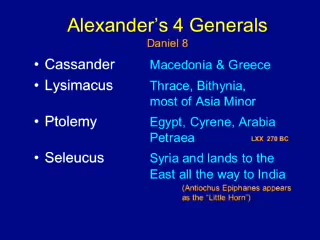 Alexander's 4 Generals
Daniel 8
• Cassander Macedonia & Greece
• Lysimacus Thrace, Bithynia,
most of Asia Minor
• Ptolemy Egypt, Cyrene, Arabia
Petraea LXX 270 BC
• Seleucus Syria and lands to the
East all the way to India
(Antiochus Epiphanes appears
as the "Little Horn")